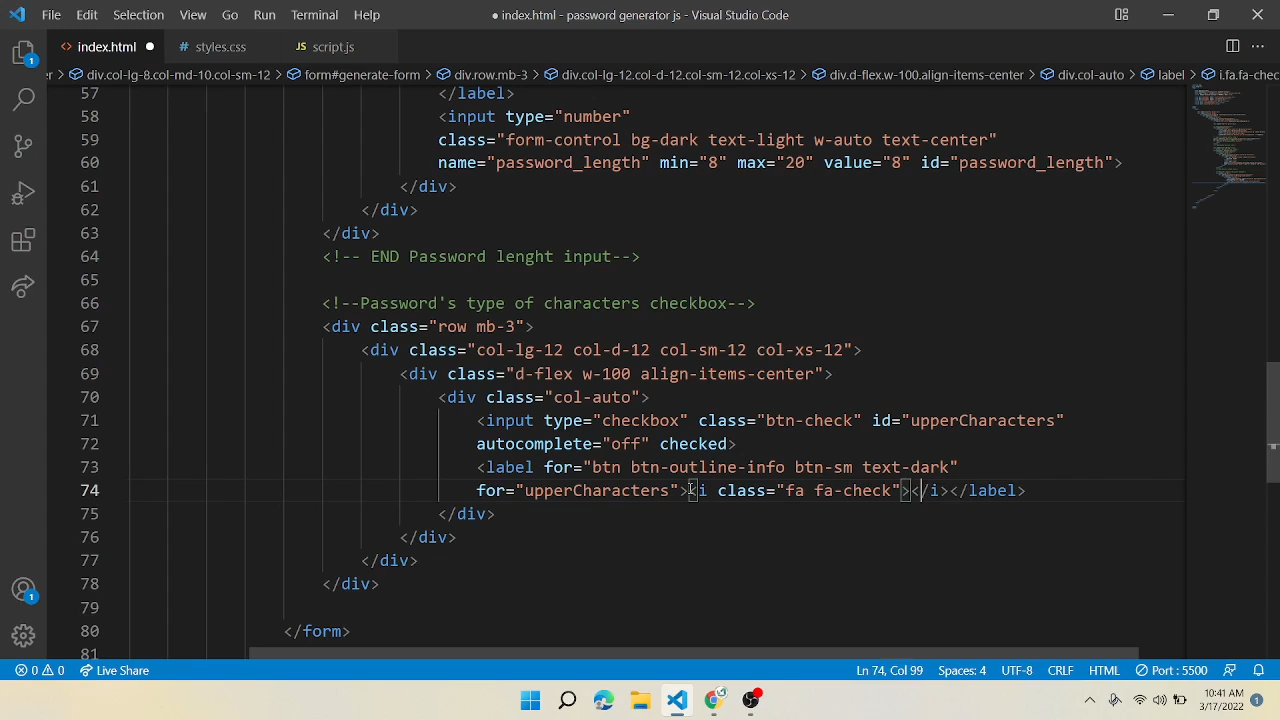 File Edit Selection View Go Run Terminal Help
● index.html - password generator js - Visual Studio Code
<> index.html ● # styles.css JS script.js
er > div.col-lg-8.col-md-10.col-sm-12 > form#generate-form > div.row.mb-3 > div.col-lg-12.col-d-12.col-sm-12.col-xs-12 > div.d-flex.w-100.align-items-center > div.col-auto > label > i.fa.fa-che
57 </label>
58 <input type="number"
59 class="form-control bg-dark text-light w-auto text-center"
60 name="password_length" min="8" max="20" value="8" id="password_length">
61 </div>
62 </div>
63 </div>
64 <!-- END Password lenght input-->
65
66 <!--Password's type of characters checkbox-->
67 <div class="row mb-3">
68 <div class="col-lg-12 col-d-12 col-sm-12 col-xs-12">
69 <div class="d-flex w-100 align-items-center">
70 <div class="col-auto">
71 <input type="checkbox" class="btn-check" id="upperCharacters"
72 autocomplete="off" checked>
73 <label for="btn btn-outline-info btn-sm text-dark"
74 for="upperCharacters"><i class="fa fa-check"></i></label>
75 </div>
76 </div>
77 </div>
78 </div>
79
80 </form>
81
1
1
0 0 Live Share Ln 74, Col 99 Spaces: 4 UTF-8 CRLF HTML Port : 5500
10:41 AM
3/17/2022
1